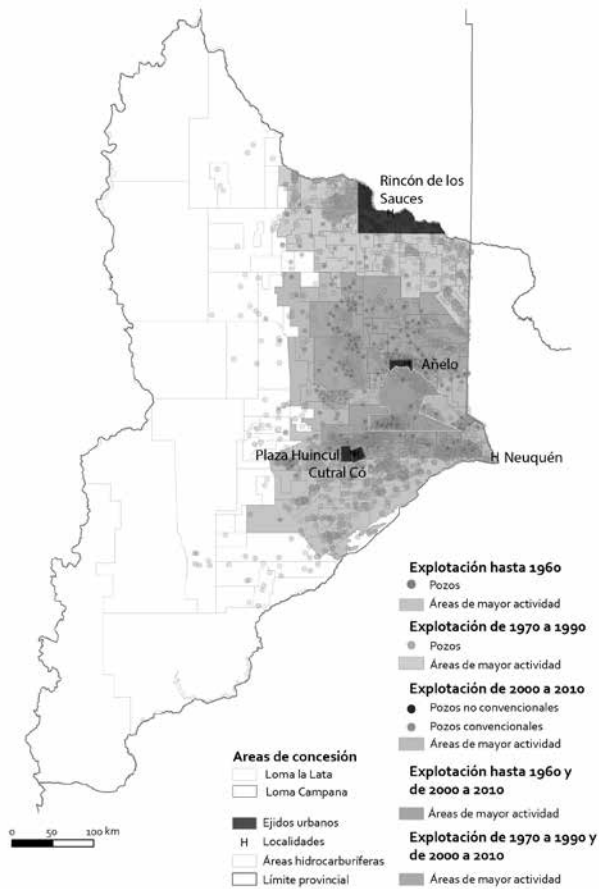 Rincón de los
Sauces
H
Añelo
Plaza Huincul
Cutral Có
H Neuquén
Explotación hasta 1960
Pozos
Áreas de mayor actividad
Explotación de 1970 a 1990
Pozos
Áreas de mayor actividad
Explotación de 2000 a 2010
Pozos no convencionales
Pozos convencionales
Áreas de mayor actividad
Explotación hasta 1960 y
de 2000 a 2010
Áreas de mayor actividad
Explotación de 1970 a 1990 y
de 2000 a 2010
Áreas de mayor actividad
Areas de concesión
Loma la Lata
Loma Campana
Ejidos urbanos
H Localidades
Áreas hidrocarburíferas
Límite provincial
0 50 100 km